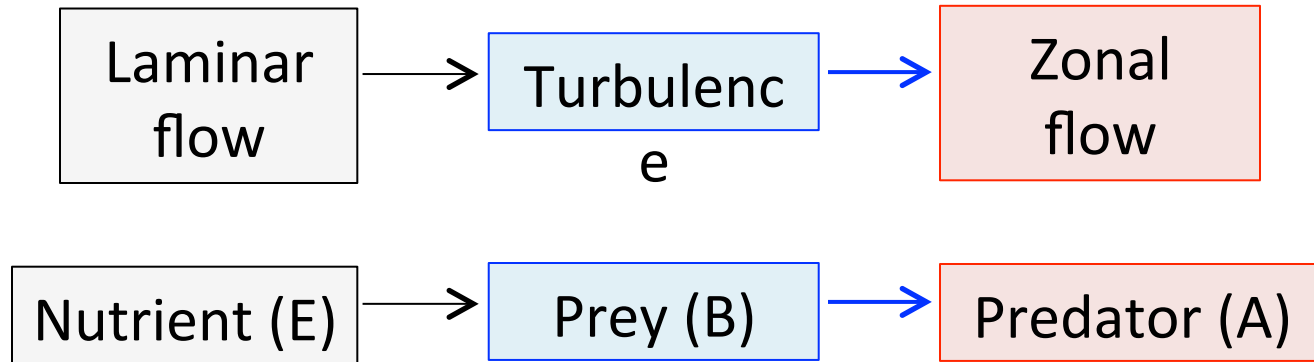 Laminar
flow
Turbulenc
e
Zonal
flow
Nutrient (E)
Prey (B)
Predator (A)